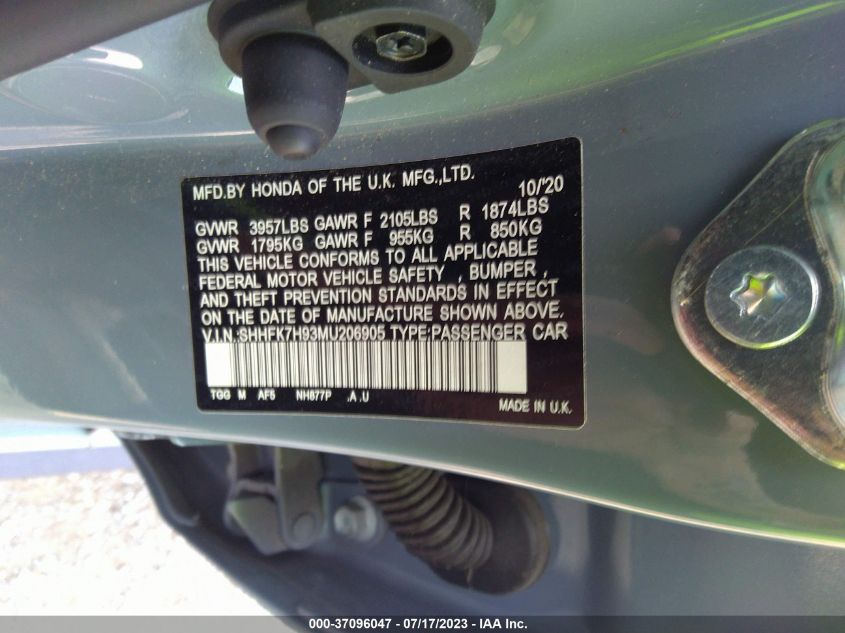 MFD.BY HONDA OF THE U.K. MFG.,LTD. 10/'20
GVWR 3957LBS GAWR F 2105LBS R 1874LBS
GVWR 1795KG GAWR F 955KG R 850KG
THIS VEHICLE CONFORMS TO ALL APPLICABLE
FEDERAL MOTOR VEHICLE SAFETY , BUMPER ,
AND THEFT PREVENTION STANDARDS IN EFFECT
ON THE DATE OF MANUFACTURE SHOWN ABOVE.
V.I.N.:SHHFK7H93MU206905 TYPE:PASSENGER CAR
TGG M AF5 NH877P .A.U
MADE IN U.K.
000-37096047 / 07/17/2023 / IAA Inc.